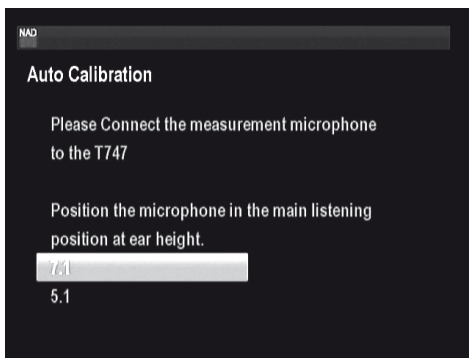 NAD
Auto Calibration
Please Connect the measurement microphone
to the T747
Position the microphone in the main listening
position at ear height.
7.1
5.1